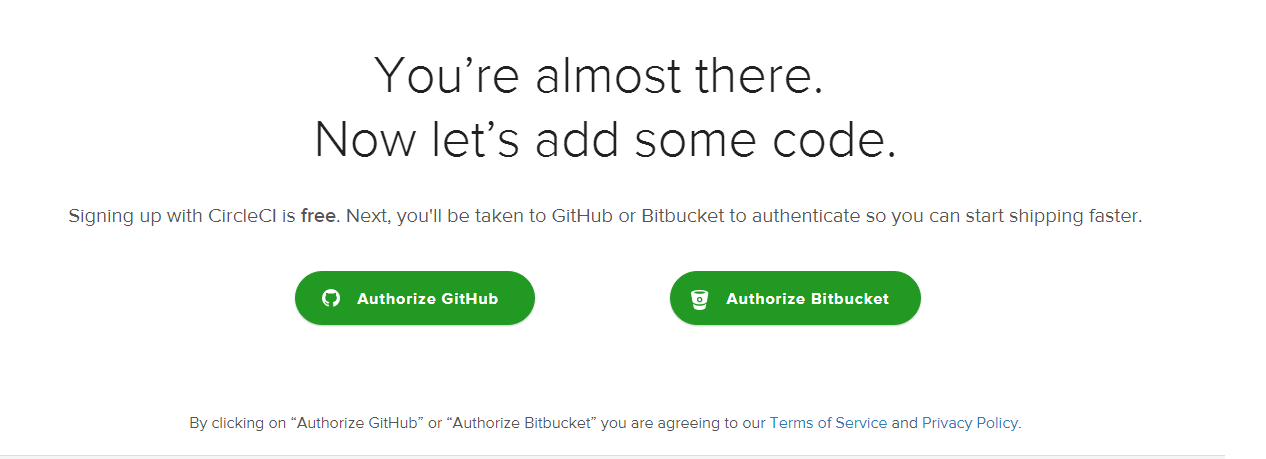 You’re almost there.
Now let’s add some code.
Signing up with CircleCI is free. Next, you'll be taken to GitHub or Bitbucket to authenticate so you can start shipping faster.
Authorize GitHub
Authorize Bitbucket
By clicking on “Authorize GitHub” or “Authorize Bitbucket” you are agreeing to our Terms of Service and Privacy Policy.